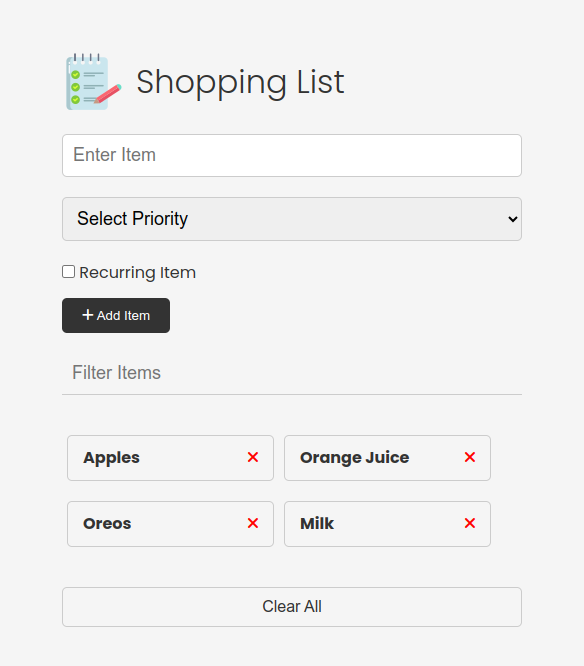 Shopping List
Enter Item
Select Priority
Recurring Item
+ Add Item
Filter Items
Apples
Orange Juice
Oreos
Milk
Clear All